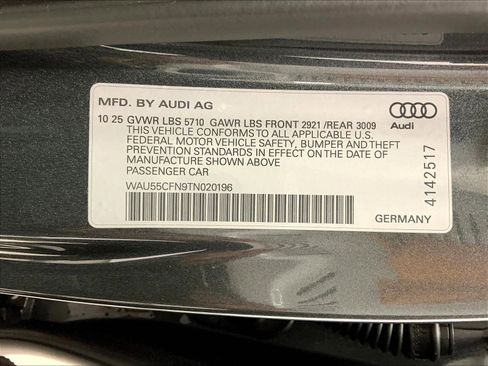 MFD. BY AUDI AG
10 25 GVWR LBS 5710 GAWR LBS FRONT 2921 /REAR 3009
THIS VEHICLE CONFORMS TO ALL APPLICABLE U.S.
FEDERAL MOTOR VEHICLE SAFETY, BUMPER AND THEFT
PREVENTION STANDARDS IN EFFECT ON THE DATE OF
MANUFACTURE SHOWN ABOVE
PASSENGER CAR
WAU55CFN9TN020196
Audi
4142517
GERMANY